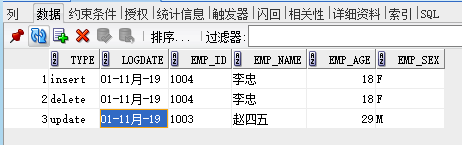 列 数据 约束条件 授权 统计信息 触发器 闪回 相关性 详细资料 索引 SQL
排序... 过滤器:
TYPE LOGDATE EMP_ID EMP_NAME EMP_AGE EMP_SEX
1 insert 01-11月-19 1004 李忠 18 F
2 delete 01-11月-19 1004 李忠 18 F
3 update 01-11月-19 1003 赵四五 29 M